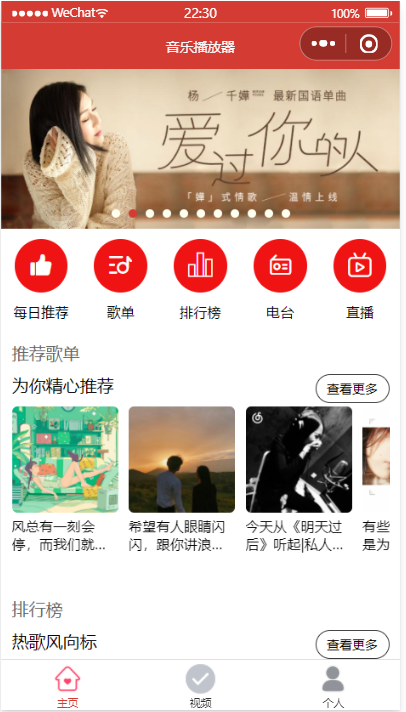 WeChat 22:30 100%
音乐播放器
杨 千嬅 最新国语单曲
爱过你的人
「婵」式情歌 温情上线
每日推荐 歌单 排行榜 电台 直播
推荐歌单
为你精心推荐 查看更多
风总有一刻会 希望有人眼睛闪 今天从《明天过 有些
停，而我们就... 闪，跟你讲浪... 后》听起|私人... 是为
排行榜
热歌风向标 查看更多
主页 视频 个人